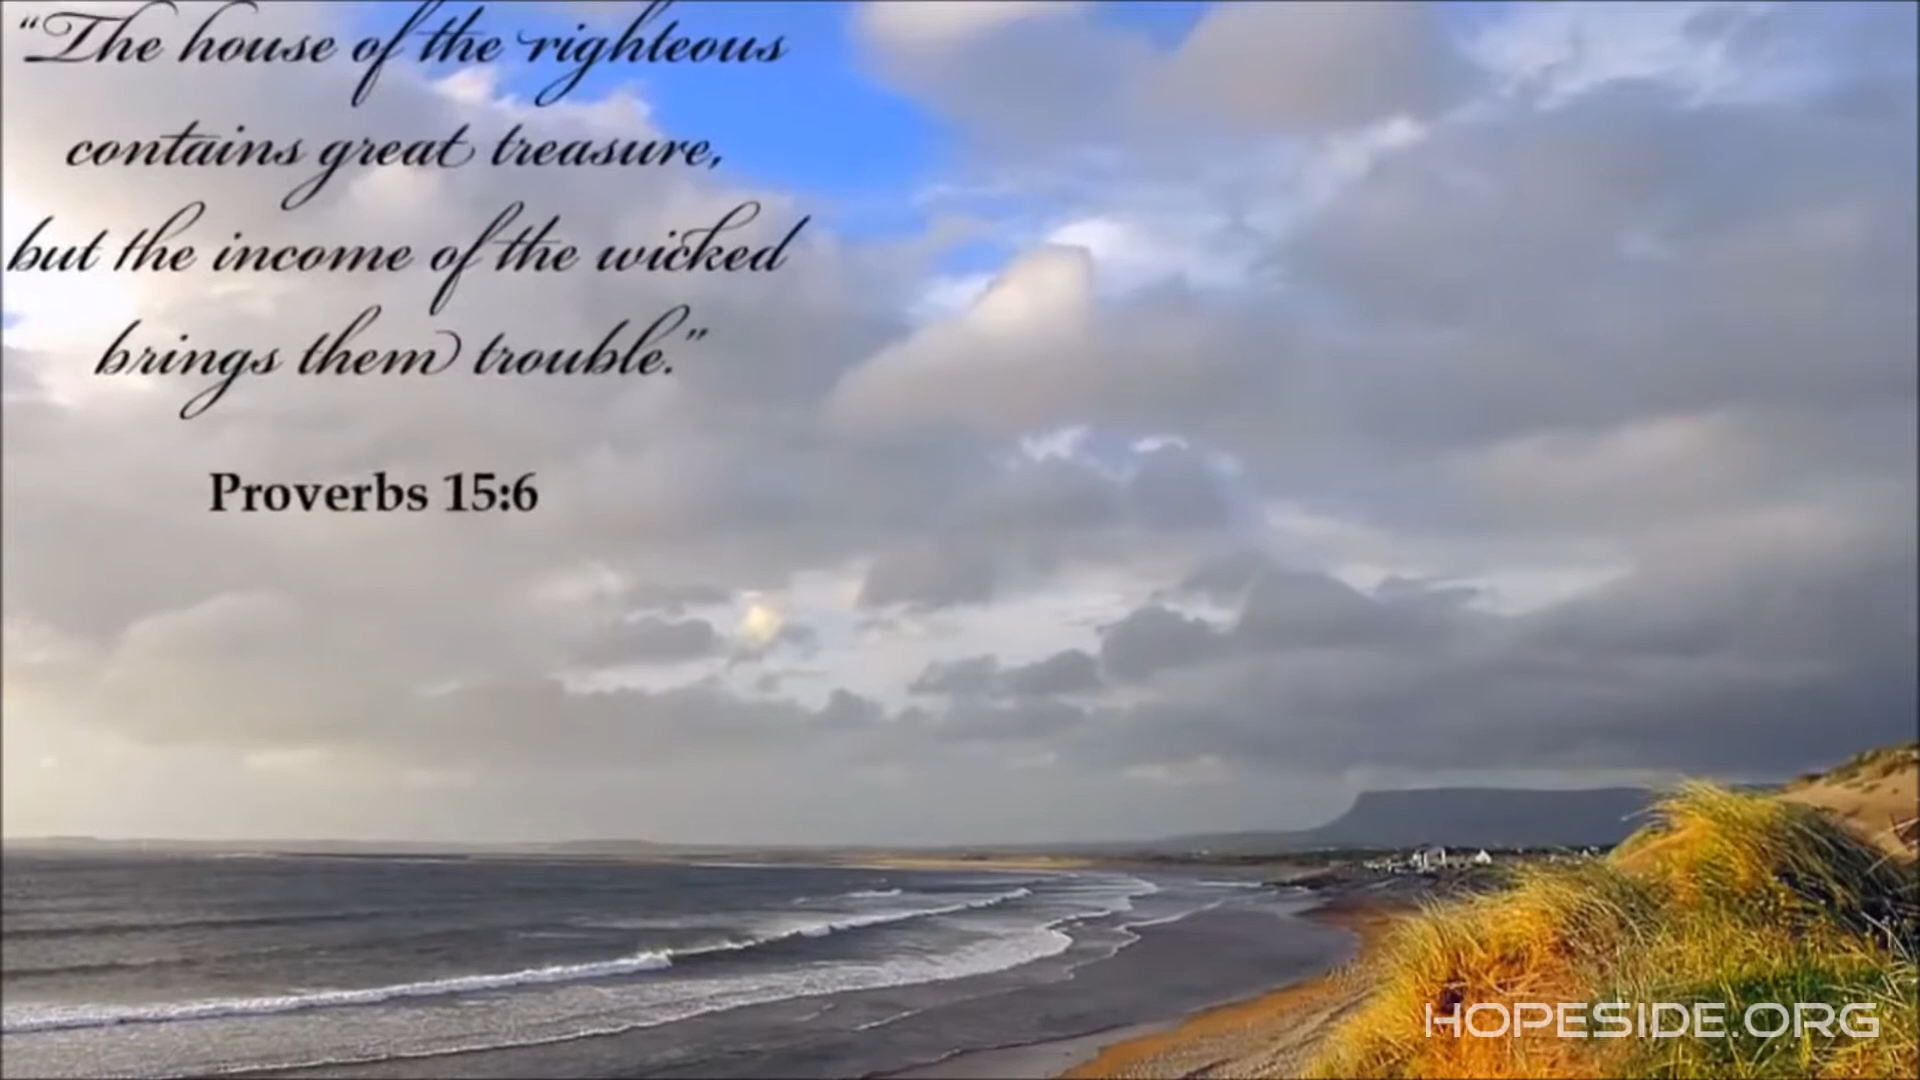 “The house of the righteous
contains great treasure,
but the income of the wicked
brings them trouble.”
Proverbs 15:6
HOPESIDE.ORG